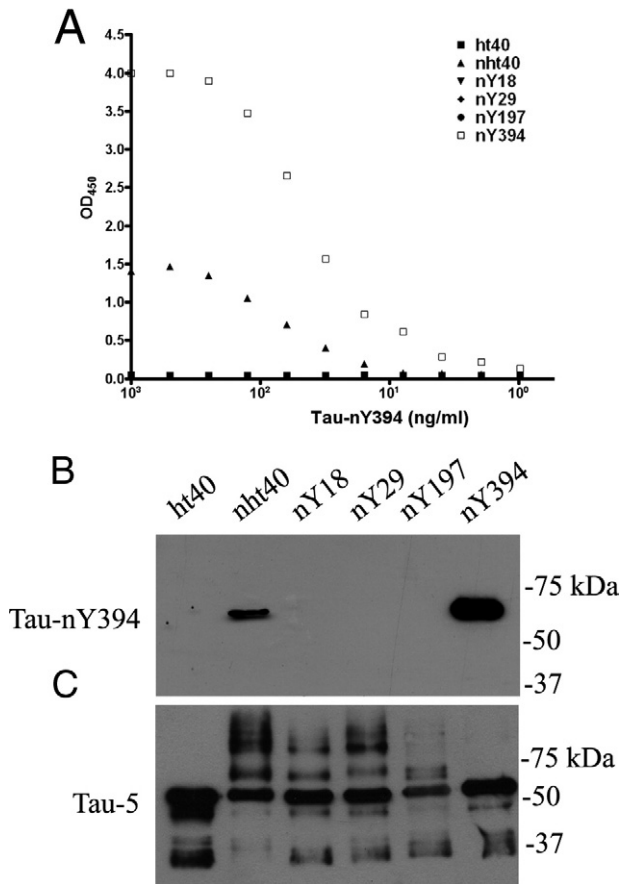 A
4.5
4.0
3.5
3.0
2.5
2.0
1.5
1.0
0.5
0.0
OD450
ht40
nht40
nY18
nY29
nY197
nY394
10³ 10² 10¹ 10⁰
Tau-nY394 (ng/ml)
B
ht40 nht40 nY18 nY29 nY197 nY394
Tau-nY394
-75 kDa
-50
-37
C
Tau-5
-75 kDa
-50
-37